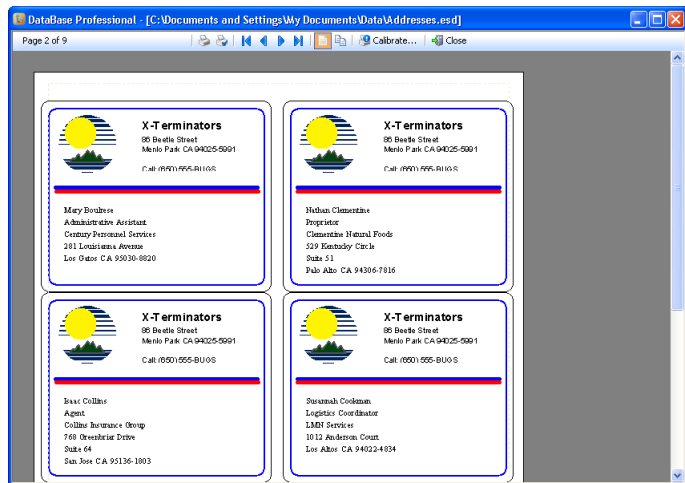 DataBase Professional - [C:\Documents and Settings\My Documents\Data\Addresses.esd]
Page 2 of 9
Calibrate...
Close
X-Terminators
86 Beetle Street
Menlo Park CA 94025-5991
Call: (650) 555-BUGS
Mary Boulrese
Administrative Assistant
Century Personnel Services
281 Louisianna Avenue
Los Gatos CA 95030-8820
X-Terminators
86 Beetle Street
Menlo Park CA 94025-5991
Call: (650) 555-BUGS
Nathan Clementine
Proprietor
Clementine Natural Foods
529 Kentucky Circle
Suite 51
Palo Alto CA 94306-7816
X-Terminators
86 Beetle Street
Menlo Park CA 94025-5991
Call: (650) 555-BUGS
Isaac Collins
Agent
Collins Insurance Group
768 Greenbriar Drive
Suite 64
San Jose CA 95136-1803
X-Terminators
86 Beetle Street
Menlo Park CA 94025-5991
Call: (650) 555-BUGS
Susannah Cookman
Logistics Coordinator
LMN Services
1012 Anderson Court
Los Altos CA 94022-4834